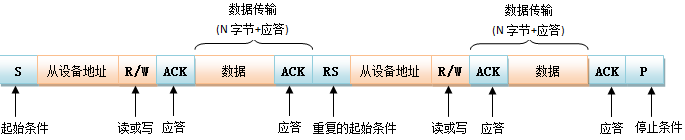 数据传输
(N 字节+应答)
数据传输
(N 字节+应答)
S 从设备地址 R/W ACK 数据 ACK RS 从设备地址 R/W ACK 数据 ACK P
起始条件 读或写 应答 应答 重复的起始条件 读或写 应答 应答 停止条件